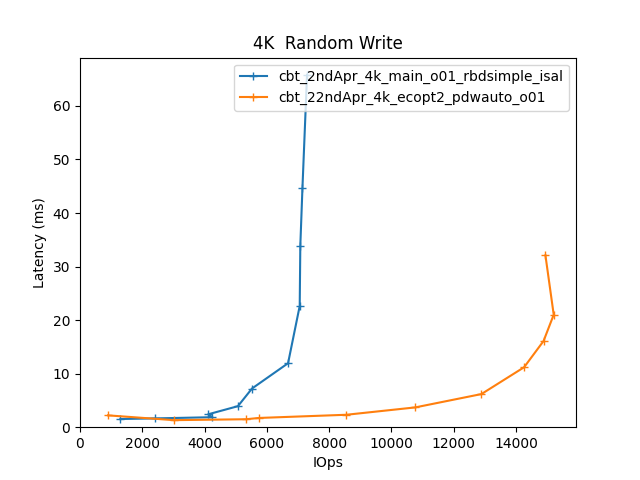 4K  Random Write
cbt_2ndApr_4k_main_o01_rbdsimple_isal
cbt_22ndApr_4k_ecopt2_pdwauto_o01
60
50
40
30
20
10
0
Latency (ms)
0 2000 4000 6000 8000 10000 12000 14000
IOps